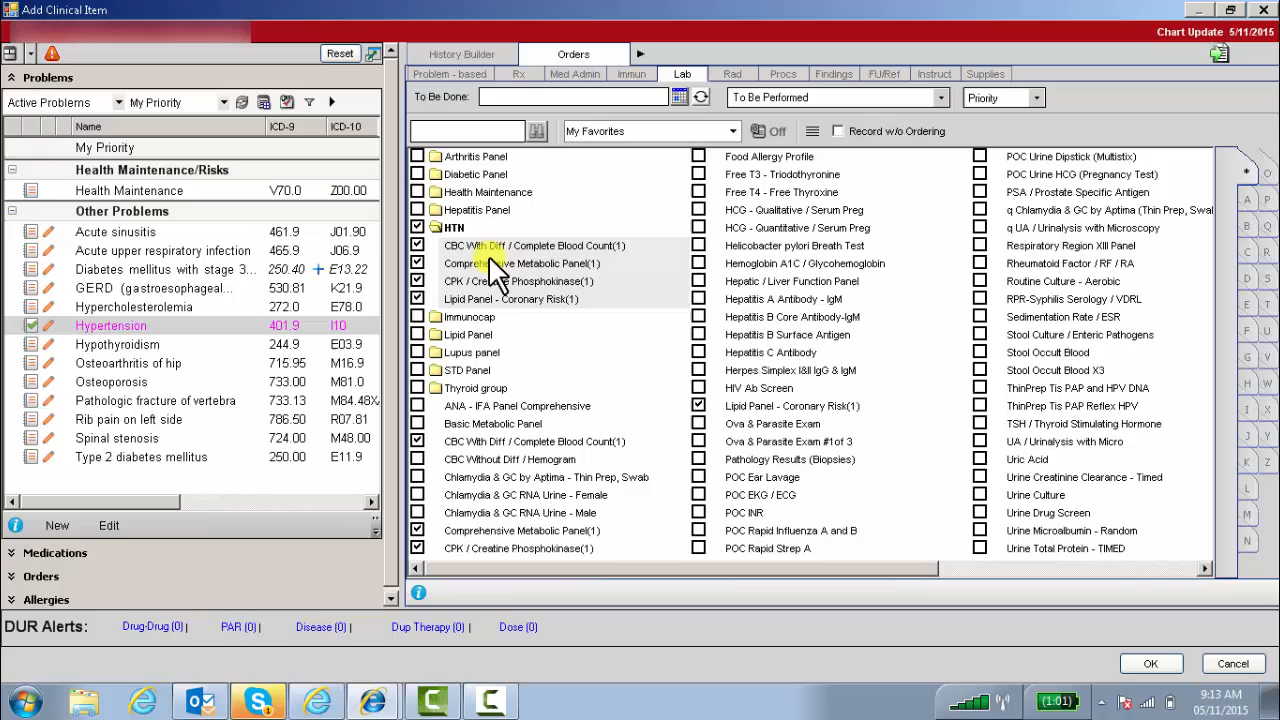 Add Clinical Item
Chart Update 5/11/2015
Reset
Problems
Active Problems
My Priority
Name ICD-9 ICD-10
My Priority
Health Maintenance/Risks
Health Maintenance V70.0 Z00.00
Other Problems
Acute sinusitis 461.9 J01.90
Acute upper respiratory infection 465.9 J06.9
Diabetes mellitus with stage 3... 250.40 E13.22
GERD (gastroesophageal... 530.81 K21.9
Hypercholesterolemia 272.0 E78.0
Hypertension 401.9 I10
Hypothyroidism 244.9 E03.9
Osteoarthritis of hip 715.95 M16.9
Osteoporosis 733.00 M81.0
Pathologic fracture of vertebra 733.13 M84.48X
Rib pain on left side 786.50 R07.81
Spinal stenosis 724.00 M48.00
Type 2 diabetes mellitus 250.00 E11.9
New Edit
Medications
Orders
Allergies
History Builder Orders
Problem - based Rx Med Admin Immun Lab Rad Procs Findings FU/Ref Instruct Supplies
To Be Done: To Be Performed Priority
My Favorites Off Record w/o Ordering
Arthritis Panel
Diabetic Panel
Health Maintenance
Hepatitis Panel
HTN
CBC With Diff / Complete Blood Count(1)
Comprehensive Metabolic Panel(1)
CPK / Creatine Phosphokinase(1)
Lipid Panel - Coronary Risk(1)
Immunocap
Lipid Panel
Lupus panel
STD Panel
Thyroid group
ANA - IFA Panel Comprehensive
Basic Metabolic Panel
CBC With Diff / Complete Blood Count(1)
CBC Without Diff / Hemogram
Chlamydia & GC by Aptima - Thin Prep, Swab
Chlamydia & GC RNA Urine - Female
Chlamydia & GC RNA Urine - Male
Comprehensive Metabolic Panel(1)
CPK / Creatine Phosphokinase(1)
Food Allergy Profile
Free T3 - Triodothyronine
Free T4 - Free Thyroxine
HCG - Qualitative / Serum Preg
HCG - Quantitative / Serum Preg
Helicobacter pylori Breath Test
Hemoglobin A1C / Glycohemoglobin
Hepatic / Liver Function Panel
Hepatitis A Antibody - IgM
Hepatitis B Core Antibody-IgM
Hepatitis B Surface Antigen
Hepatitis C Antibody
Herpes Simplex I&II IgG & IgM
HIV Ab Screen
Lipid Panel - Coronary Risk(1)
Ova & Parasite Exam
Ova & Parasite Exam #1of 3
Pathology Results (Biopsies)
POC Ear Lavage
POC EKG / ECG
POC INR
POC Rapid Influenza A and B
POC Rapid Strep A
POC Urine Dipstick (Multistix)
POC Urine HCG (Pregnancy Test)
PSA / Prostate Specific Antigen
q Chlamydia & GC by Aptima (Thin Prep, Swab
q UA / Urinalysis with Microscopy
Respiratory Region XIII Panel
Rheumatoid Factor / RF / RA
Routine Culture - Aerobic
RPR-Syphilis Serology / VDRL
Sedimentation Rate / ESR
Stool Culture / Enteric Pathogens
Stool Occult Blood
Stool Occult Blood X3
ThinPrep Tis PAP and HPV DNA
ThinPrep Tis PAP Reflex HPV
TSH / Thyroid Stimulating Hormone
UA / Urinalysis with Micro
Uric Acid
Urine Creatinine Clearance - Timed
Urine Culture
Urine Drug Screen
Urine Microalbumin - Random
Urine Total Protein - TIMED
* O
A P
B Q
C R
D S
E T
F U
G V
H W
I X
J Y
K Z
L
M
N
DUR Alerts: Drug-Drug (0) | PAR (0) | Disease (0) | Dup Therapy (0) | Dose (0)
OK Cancel
(1:01)
9:13 AM
05/11/2015